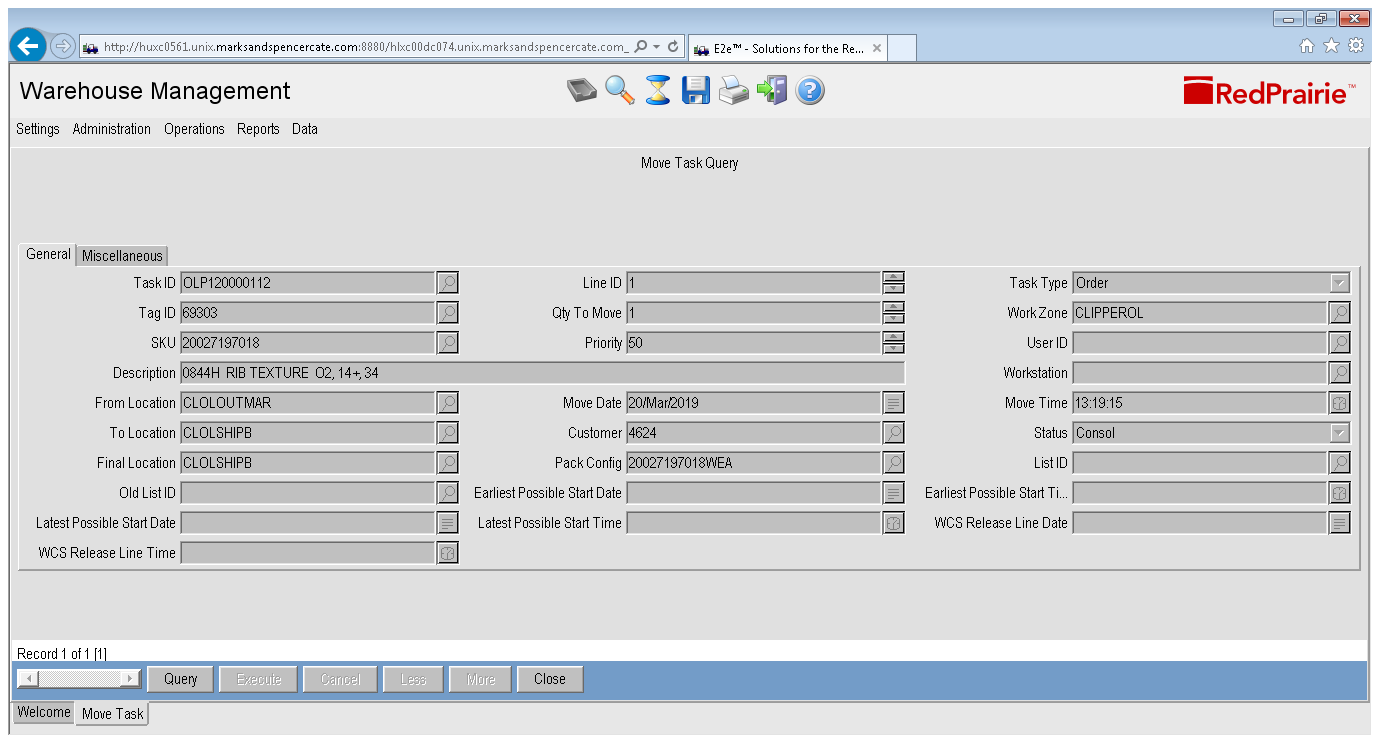 http://huxc0561.unix.marksandspencercate.com:8880/hlxc00dc074.unix.marksandspencercate.com_
E2e™ - Solutions for the Re...
Warehouse Management
RedPrairie™
Settings Administration Operations Reports Data
Move Task Query
General Miscellaneous
Task ID OLP120000112 Line ID 1 Task Type Order
Tag ID 69303 Qty To Move 1 Work Zone CLIPPEROL
SKU 20027197018 Priority 50 User ID
Description 0844H RIB TEXTURE O2, 14+, 34 Workstation
From Location CLOLOUTMAR Move Date 20/Mar/2019 Move Time 13:19:15
To Location CLOLSHIPB Customer 4624 Status Consol
Final Location CLOLSHIPB Pack Config 20027197018WEA List ID
Old List ID Earliest Possible Start Date Earliest Possible Start Ti...
Latest Possible Start Date Latest Possible Start Time WCS Release Line Date
WCS Release Line Time
Record 1 of 1 [1]
Query Execute Cancel Less More Close
Welcome Move Task